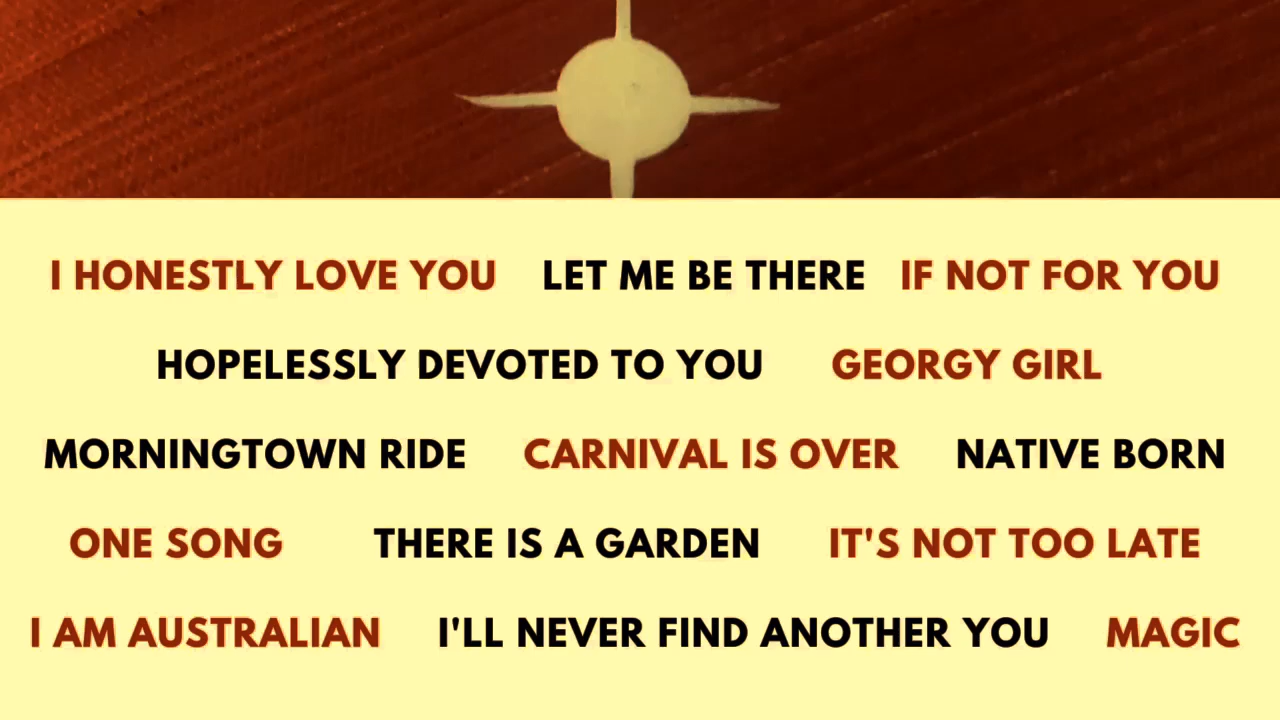 I HONESTLY LOVE YOU LET ME BE THERE IF NOT FOR YOU
HOPELESSLY DEVOTED TO YOU GEORGY GIRL
MORNINGTOWN RIDE CARNIVAL IS OVER NATIVE BORN
ONE SONG THERE IS A GARDEN IT'S NOT TOO LATE
I AM AUSTRALIAN I'LL NEVER FIND ANOTHER YOU MAGIC